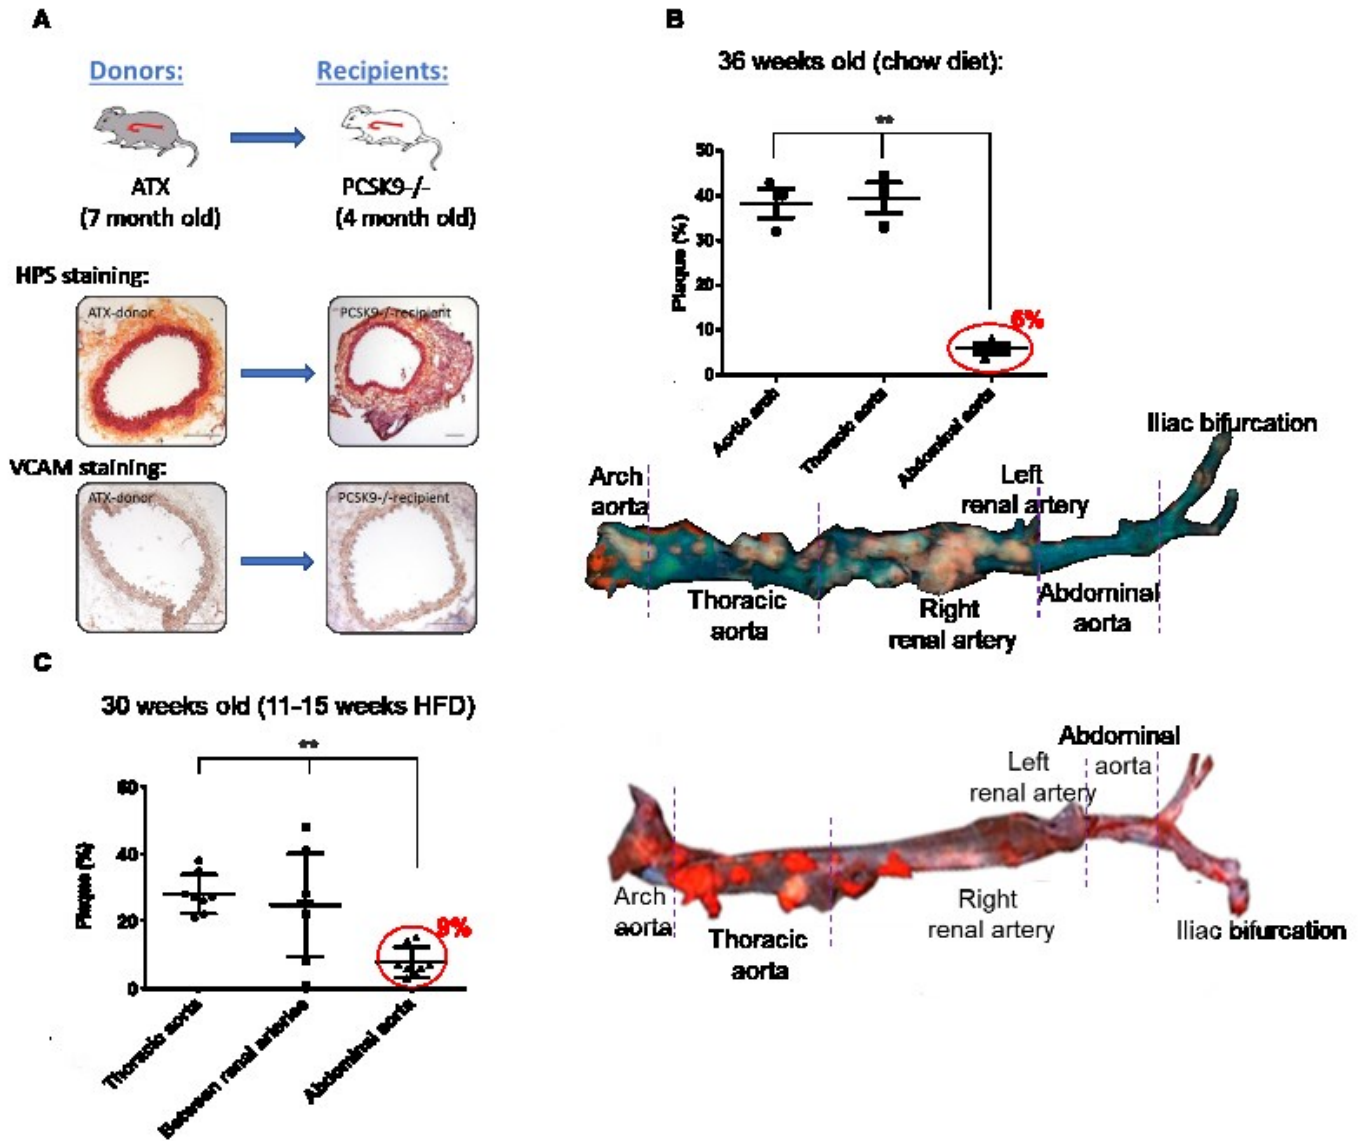 A
Donors:
Recipients:
ATX
(7 month old)
PCSK9-/-
(4 month old)
HPS staining:
ATX-donor
PCSK9-/-recipient
VCAM staining:
ATX-donor
PCSK9-/-recipient
B
36 weeks old (chow diet):
**
Plaque (%)
50
40
30
20
10
0
6%
Aortic arch
Thoracic aorta
Abdominal aorta
Iliac bifurcation
Arch
aorta
Left
renal artery
Thoracic
aorta
Right
renal artery
Abdominal
aorta
C
30 weeks old (11-15 weeks HFD)
**
Plaque (%)
60
40
20
0
9%
Thoracic aorta
Between renal arteries
Abdominal aorta
Abdominal
aorta
Left
renal artery
Arch
aorta
Thoracic
aorta
Right
renal artery
Iliac bifurcation